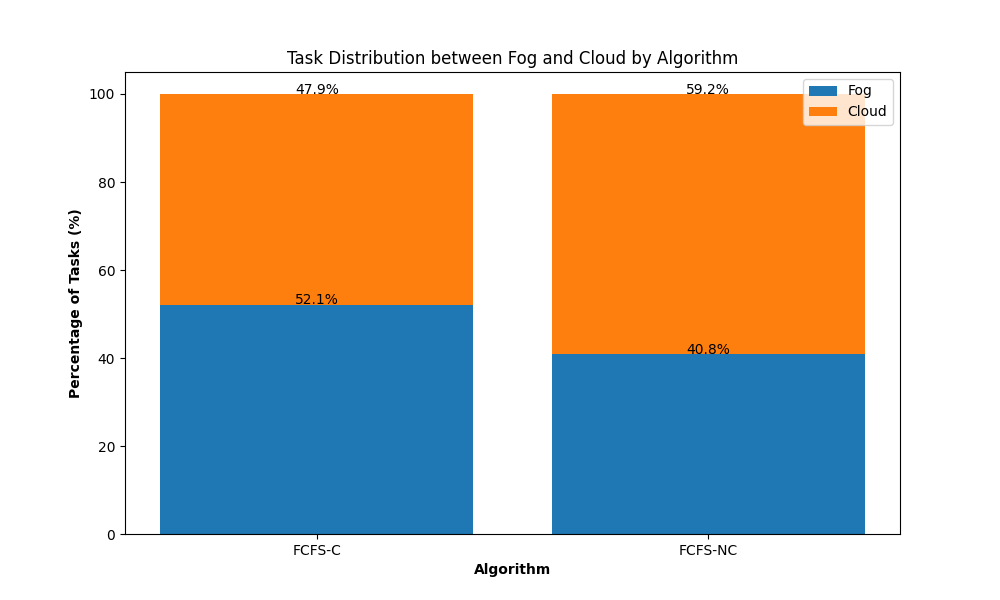 Task Distribution between Fog and Cloud by Algorithm
47.9%
59.2%
Fog
Cloud
52.1%
40.8%
100
80
60
40
20
0
Percentage of Tasks (%)
FCFS-C
FCFS-NC
Algorithm